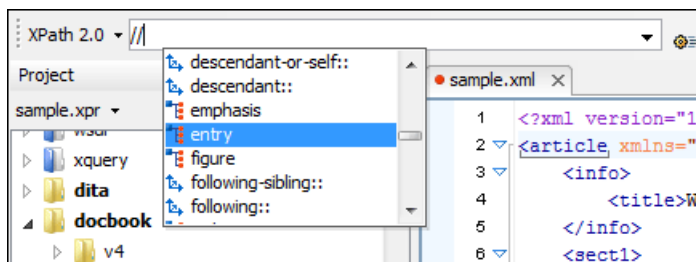 XPath 2.0 //
descendant-or-self::
descendant::
emphasis
entry
figure
following-sibling::
following::
Project
sample.xpr
xquery
dita
docbook
v4
sample.xml
1 <?xml version="1
2 <article xmlns="
3 <info>
4 <title>W
5 </info>
6 <sect1>